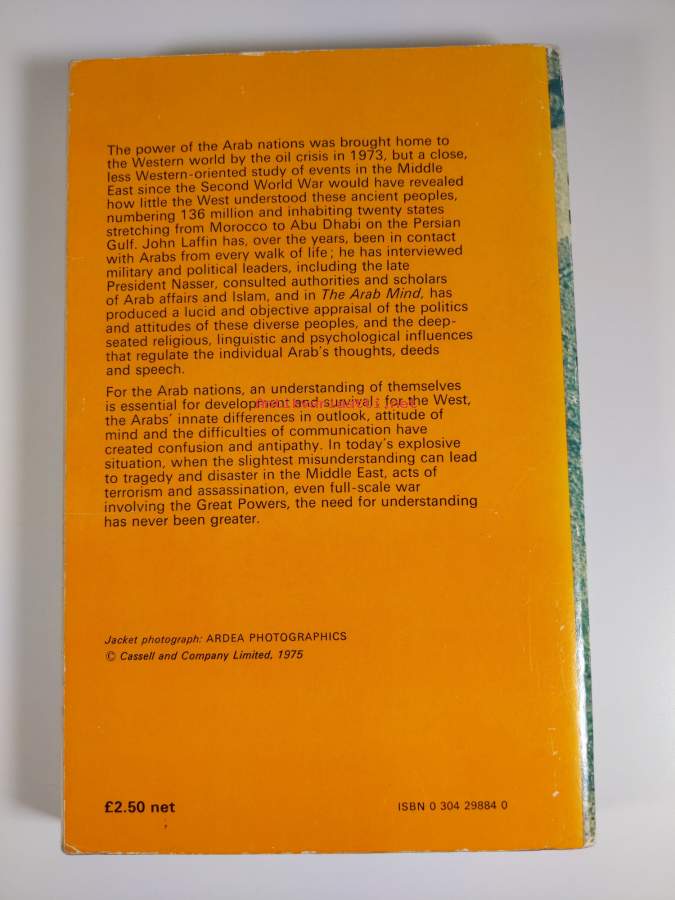 The power of the Arab nations was brought home to
the Western world by the oil crisis in 1973, but a close,
less Western-oriented study of events in the Middle
East since the Second World War would have revealed
how little the West understood these ancient peoples,
numbering 136 million and inhabiting twenty states
stretching from Morocco to Abu Dhabi on the Persian
Gulf. John Laffin has, over the years, been in contact
with Arabs from every walk of life; he has interviewed
military and political leaders, including the late
President Nasser, consulted authorities and scholars
of Arab affairs and Islam, and in The Arab Mind, has
produced a lucid and objective appraisal of the politics
and attitudes of these diverse peoples, and the deep-
seated religious, linguistic and psychological influences
that regulate the individual Arab's thoughts, deeds
and speech.
For the Arab nations, an understanding of themselves
is essential for development and survival; for the West,
the Arabs' innate differences in outlook, attitude of
mind and the difficulties of communication have
created confusion and antipathy. In today's explosive
situation, when the slightest misunderstanding can lead
to tragedy and disaster in the Middle East, acts of
terrorism and assassination, even full-scale war
involving the Great Powers, the need for understanding
has never been greater.
Jacket photograph: ARDEA PHOTOGRAPHICS
© Cassell and Company Limited, 1975
£2.50 net
ISBN 0 304 29884 0